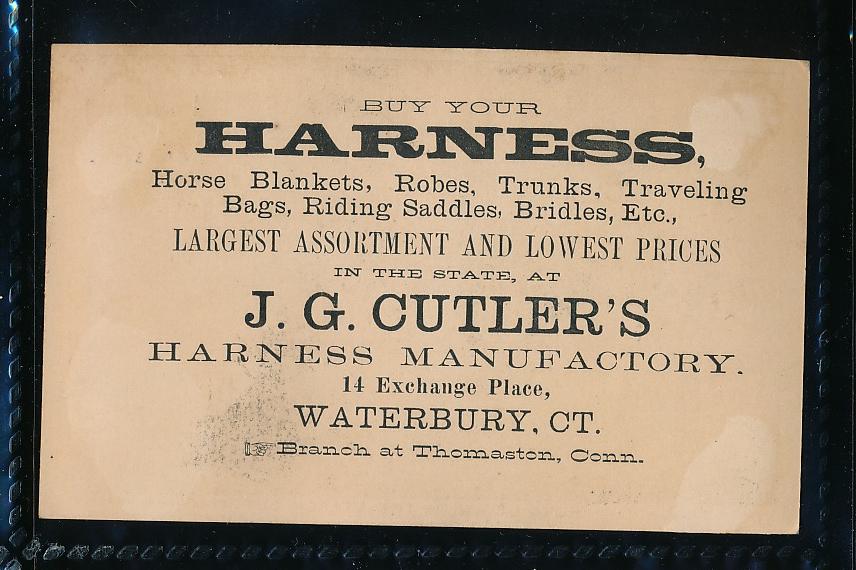 BUY YOUR
HARNESS,
Horse Blankets, Robes, Trunks, Traveling
Bags, Riding Saddles, Bridles, Etc.,
LARGEST ASSORTMENT AND LOWEST PRICES
IN THE STATE, AT
J. G. CUTLER'S
HARNESS MANUFACTORY.
14 Exchange Place,
WATERBURY, CT.
☞Branch at Thomaston, Conn.